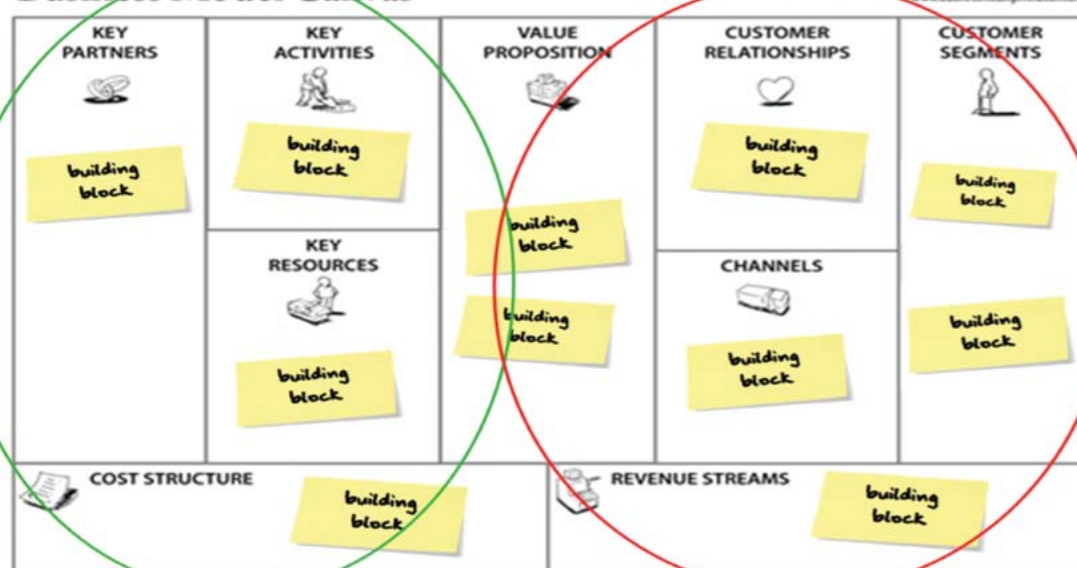 KEY
PARTNERS
building
block
KEY
ACTIVITIES
building
block
KEY
RESOURCES
building
block
VALUE
PROPOSITION
building
block
building
block
CUSTOMER
RELATIONSHIPS
building
block
CHANNELS
building
block
CUSTOMER
SEGMENTS
building
block
building
block
COST STRUCTURE
building
block
REVENUE STREAMS
building
block